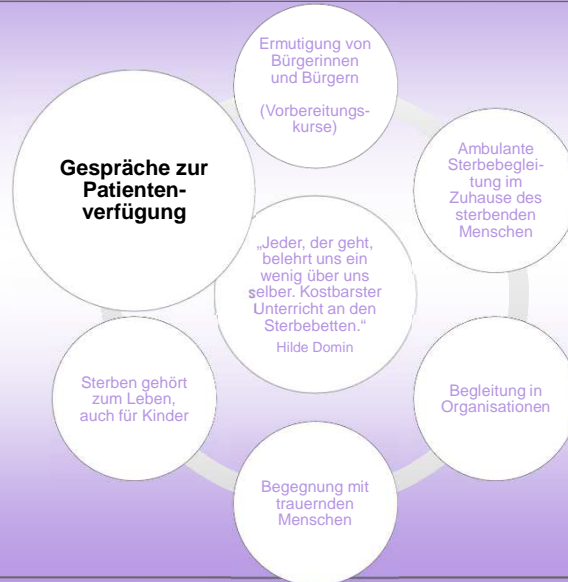 Ermutigung von
Bürgerinnen
und Bürgern
(Vorbereitungs-
kurse)
Gespräche zur
Patienten-
verfügung
Ambulante
Sterbebeglei-
tung im
Zuhause des
sterbenden
Menschen
„Jeder, der geht,
belehrt uns ein
wenig über uns
selber. Kostbarster
Unterricht an den
Sterbebetten.“
Hilde Domin
Sterben gehört
zum Leben,
auch für Kinder
Begleitung in
Organisationen
Begegnung mit
trauernden
Menschen